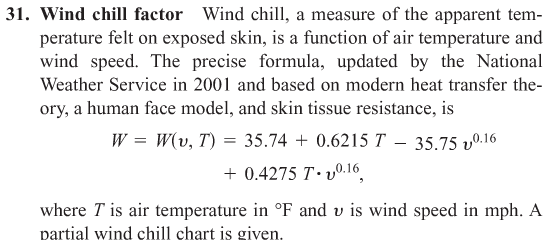 31. Wind chill factor Wind chill, a measure of the apparent tem-
perature felt on exposed skin, is a function of air temperature and
wind speed. The precise formula, updated by the National
Weather Service in 2001 and based on modern heat transfer the-
ory, a human face model, and skin tissue resistance, is
W = W(υ, T) = 35.74 + 0.6215 T − 35.75 υ^0.16
+ 0.4275 T · υ^0.16,
where T is air temperature in °F and υ is wind speed in mph. A
partial wind chill chart is given.